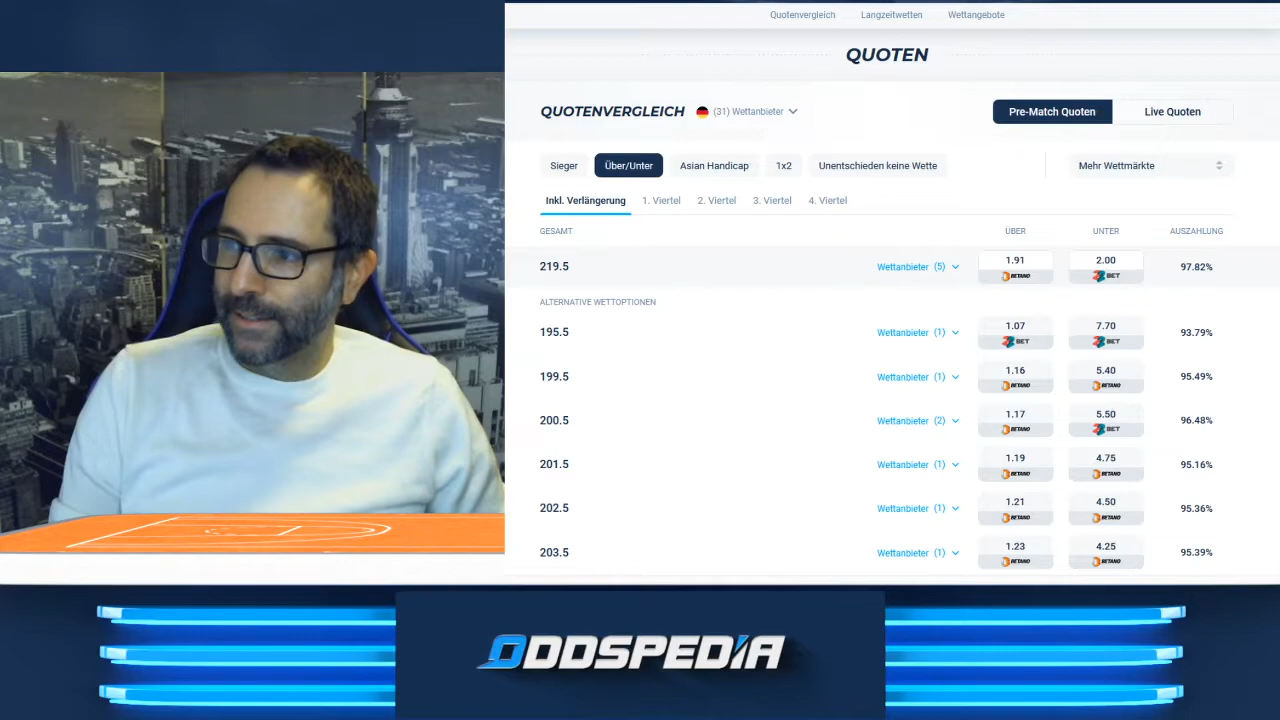 Quotenvergleich Langzeitwetten Wettangebote
QUOTEN
QUOTENVERGLEICH (31) Wettanbieter Pre-Match Quoten Live Quoten
Sieger Über/Unter Asian Handicap 1x2 Unentschieden keine Wette Mehr Wettmärkte
Inkl. Verlängerung 1. Viertel 2. Viertel 3. Viertel 4. Viertel
GESAMT ÜBER UNTER AUSZAHLUNG
219.5 Wettanbieter (5) 1.91 BETANO 2.00 22BET 97.82%
ALTERNATIVE WETTOPTIONEN
195.5 Wettanbieter (1) 1.07 22BET 7.70 22BET 93.79%
199.5 Wettanbieter (1) 1.16 BETANO 5.40 BETANO 95.49%
200.5 Wettanbieter (2) 1.17 BETANO 5.50 22BET 96.48%
201.5 Wettanbieter (1) 1.19 BETANO 4.75 BETANO 95.16%
202.5 Wettanbieter (1) 1.21 BETANO 4.50 BETANO 95.36%
203.5 Wettanbieter (1) 1.23 BETANO 4.25 BETANO 95.39%
ODDSPEDIA